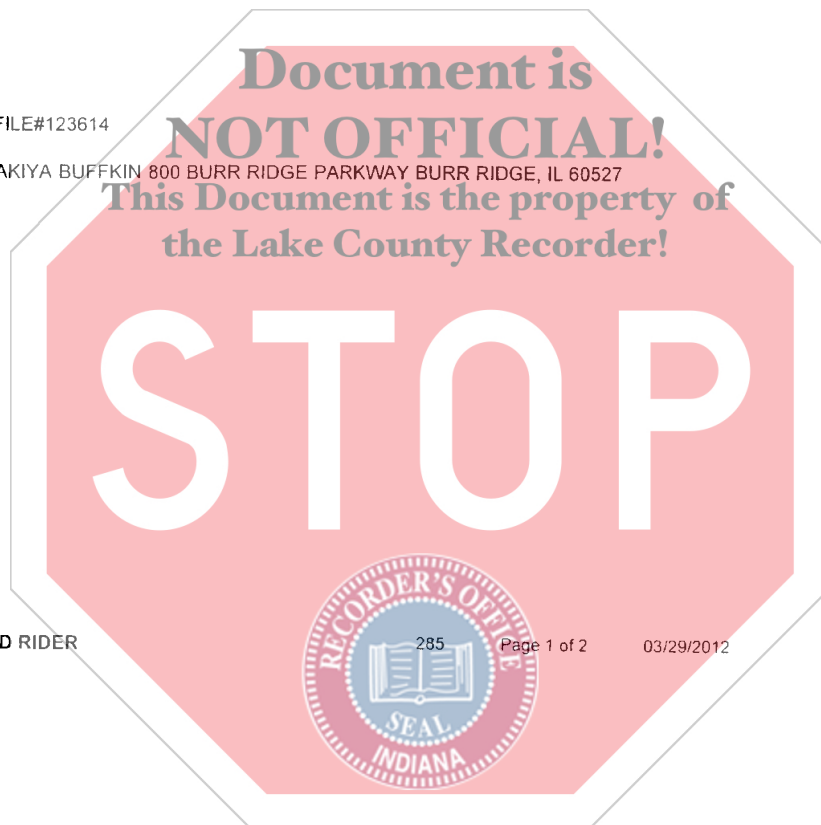 Document is
NOT OFFICIAL!
FILE#123614
AKIYA BUFFKIN 800 BURR RIDGE PARKWAY BURR RIDGE, IL 60527
This Document is the property of
the Lake County Recorder!
STOP
RECORDER'S OFFICE
D RIDER 285 Page 1 of 2 03/29/2012
SEAL
INDIANA